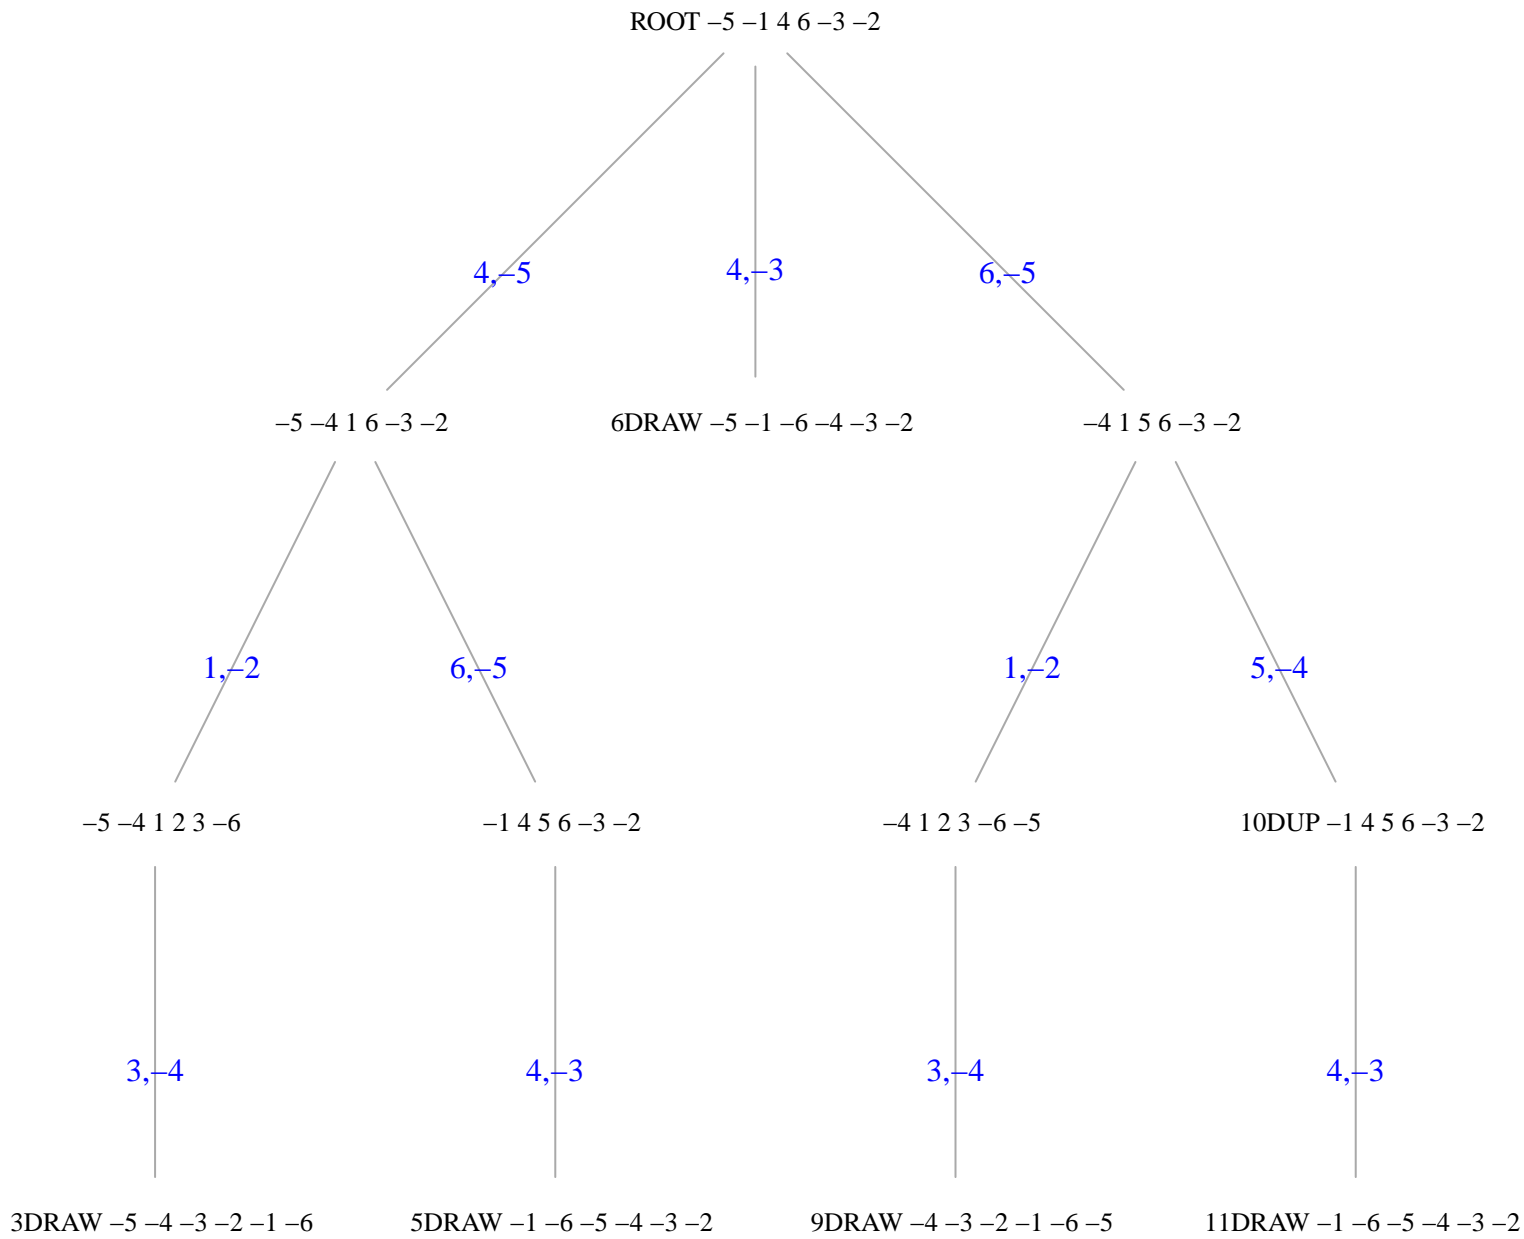 ROOT –5 –1 4 6 –3 –2
4,–5
4,–3
6,–5
–5 –4 1 6 –3 –2
6DRAW –5 –1 –6 –4 –3 –2
–4 1 5 6 –3 –2
1,–2
6,–5
1,–2
5,–4
–5 –4 1 2 3 –6
–1 4 5 6 –3 –2
–4 1 2 3 –6 –5
10DUP –1 4 5 6 –3 –2
3,–4
4,–3
3,–4
4,–3
3DRAW –5 –4 –3 –2 –1 –6
5DRAW –1 –6 –5 –4 –3 –2
9DRAW –4 –3 –2 –1 –6 –5
11DRAW –1 –6 –5 –4 –3 –2